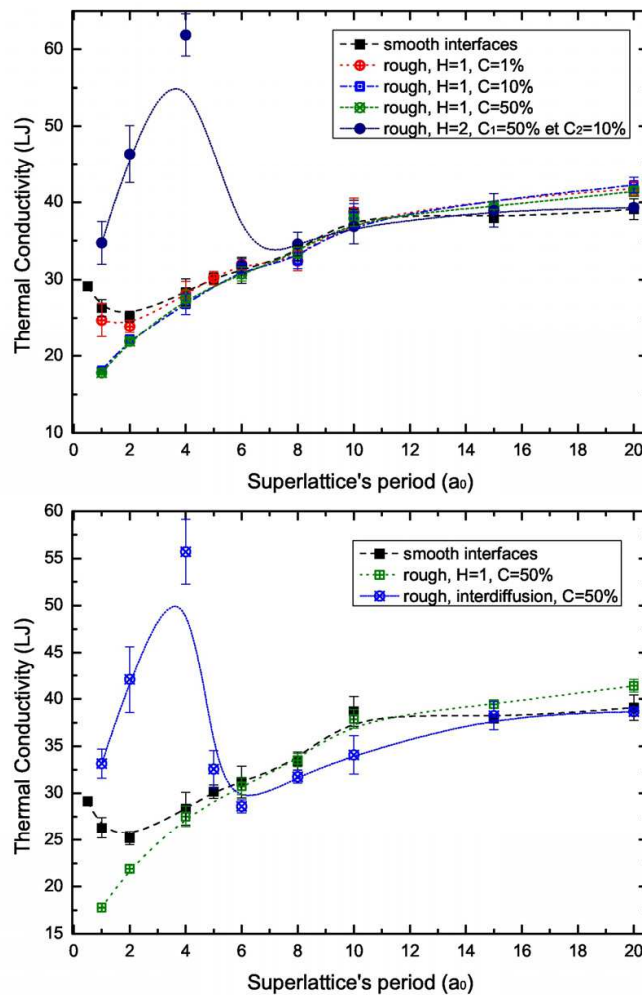 60
50
40
30
20
10
Thermal Conductivity (LJ)
smooth interfaces
rough, H=1, C=1%
rough, H=1, C=10%
rough, H=1, C=50%
rough, H=2, C₁=50% et C₂=10%
0 2 4 6 8 10 12 14 16 18 20
Superlattice's period (a₀)
60
55
50
45
40
35
30
25
20
15
Thermal Conductivity (LJ)
smooth interfaces
rough, H=1, C=50%
rough, interdiffusion, C=50%
0 2 4 6 8 10 12 14 16 18 20
Superlattice's period (a₀)